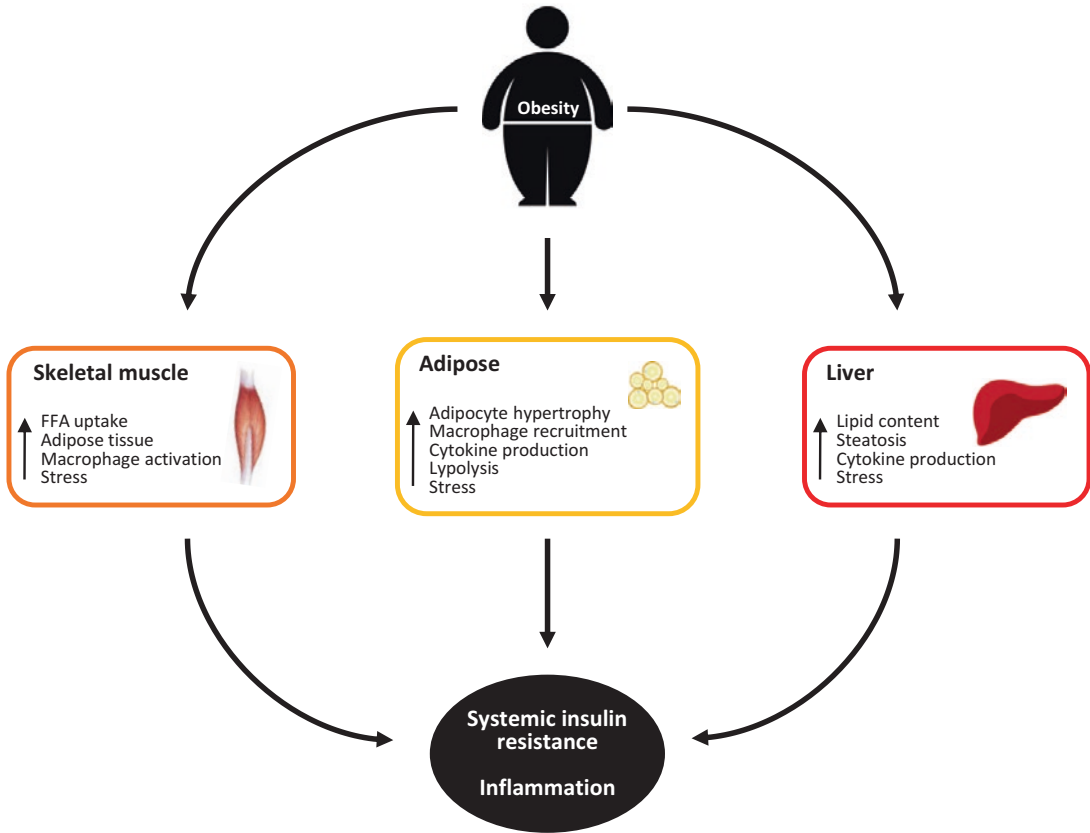 Obesity
Skeletal muscle
FFA uptake
Adipose tissue
Macrophage activation
Stress
Adipose
Adipocyte hypertrophy
Macrophage recruitment
Cytokine production
Lypolysis
Stress
Liver
Lipid content
Steatosis
Cytokine production
Stress
Systemic insulin
resistance
Inflammation